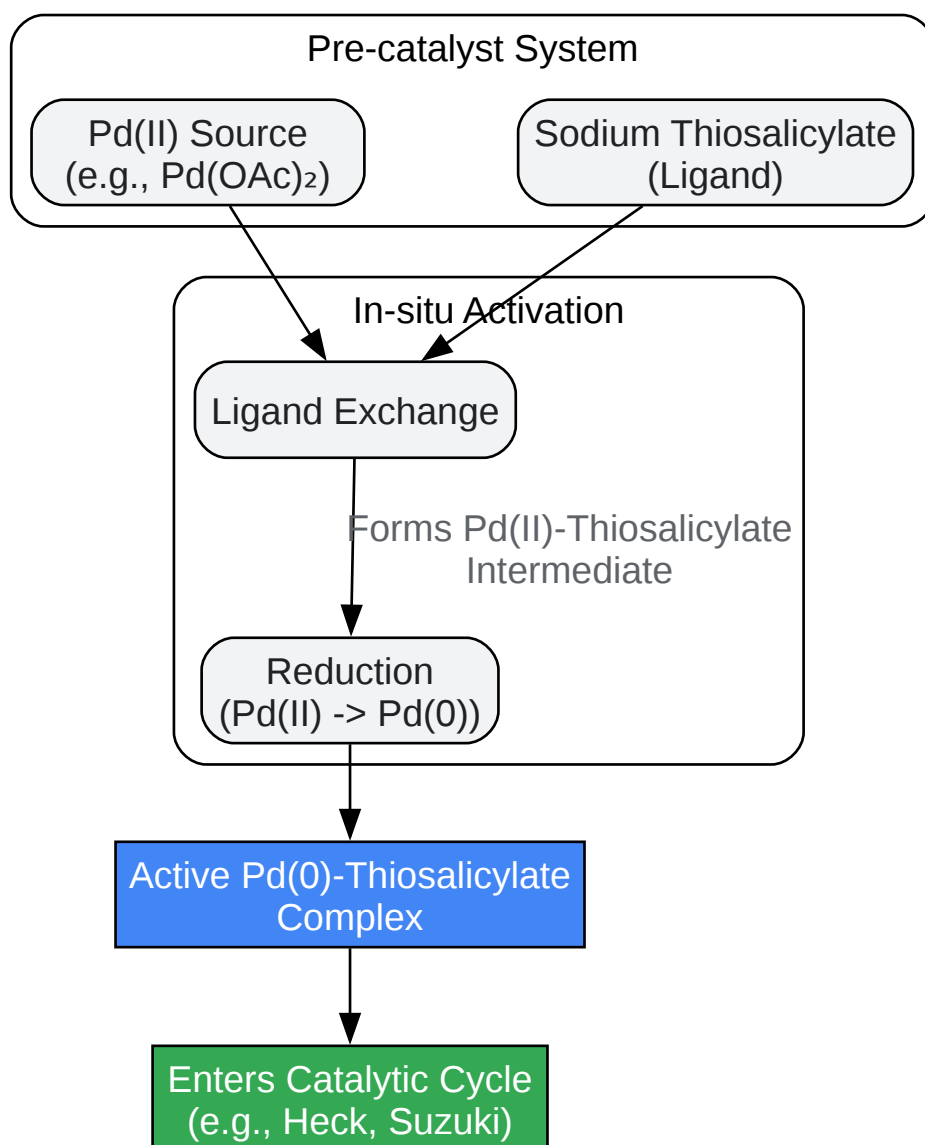 Pre-catalyst System
Pd(II) Source
(e.g., Pd(OAc)₂)
Sodium Thiosalicylate
(Ligand)
In-situ Activation
Ligand Exchange
Forms Pd(II)-Thiosalicylate
Intermediate
Reduction
(Pd(II) -> Pd(0))
Active Pd(0)-Thiosalicylate
Complex
Enters Catalytic Cycle
(e.g., Heck, Suzuki)